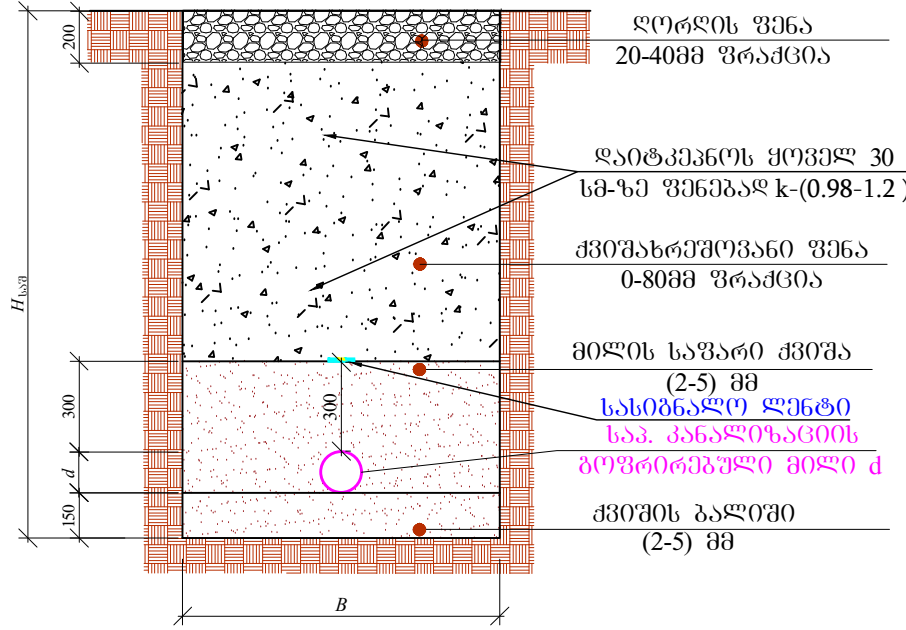 200
ღორღის ფენა
20-40მმ ფრაქცია
დაიტკეპნოს ყოველ 30
სმ-ზე ფენებად k-(0.98-1.2 )
ქვიშახრეშოვანი ფენა
0-80მმ ფრაქცია
Hსაშ
მილის საფარი ქვიშა
(2-5) მმ
300
300
სასიგნალო ლენტი
საპ. კანალიზაციის
გოფრირებული მილი d
d
150
ქვიშის ბალიში
(2-5) მმ
B